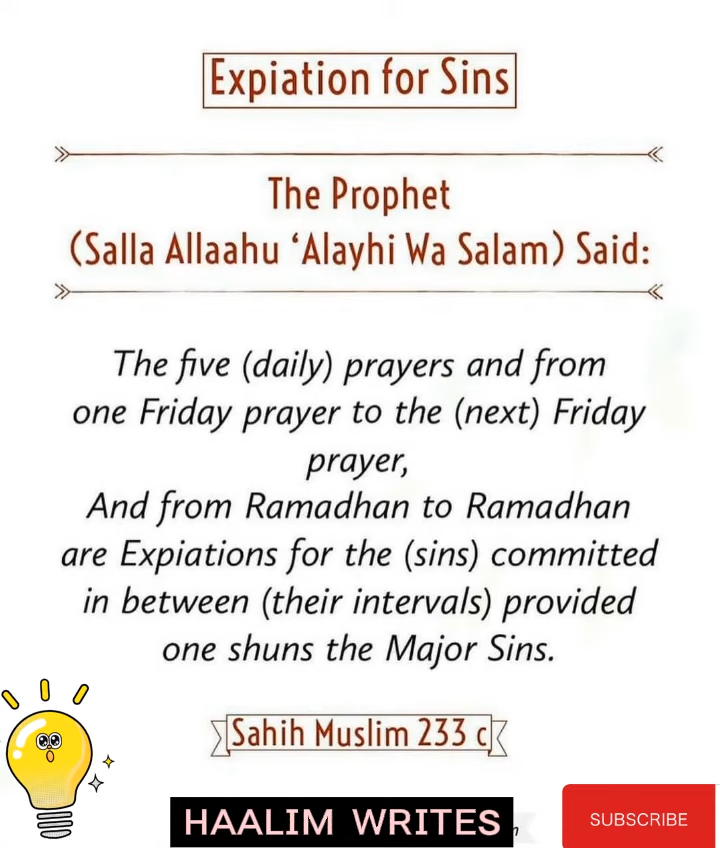 Expiation for Sins
The Prophet
(Salla Allaahu ‘Alayhi Wa Salam) Said:
The five (daily) prayers and from
one Friday prayer to the (next) Friday
prayer,
And from Ramadhan to Ramadhan
are Expiations for the (sins) committed
in between (their intervals) provided
one shuns the Major Sins.
Sahih Muslim 233 c
HAALIM WRITES
SUBSCRIBE